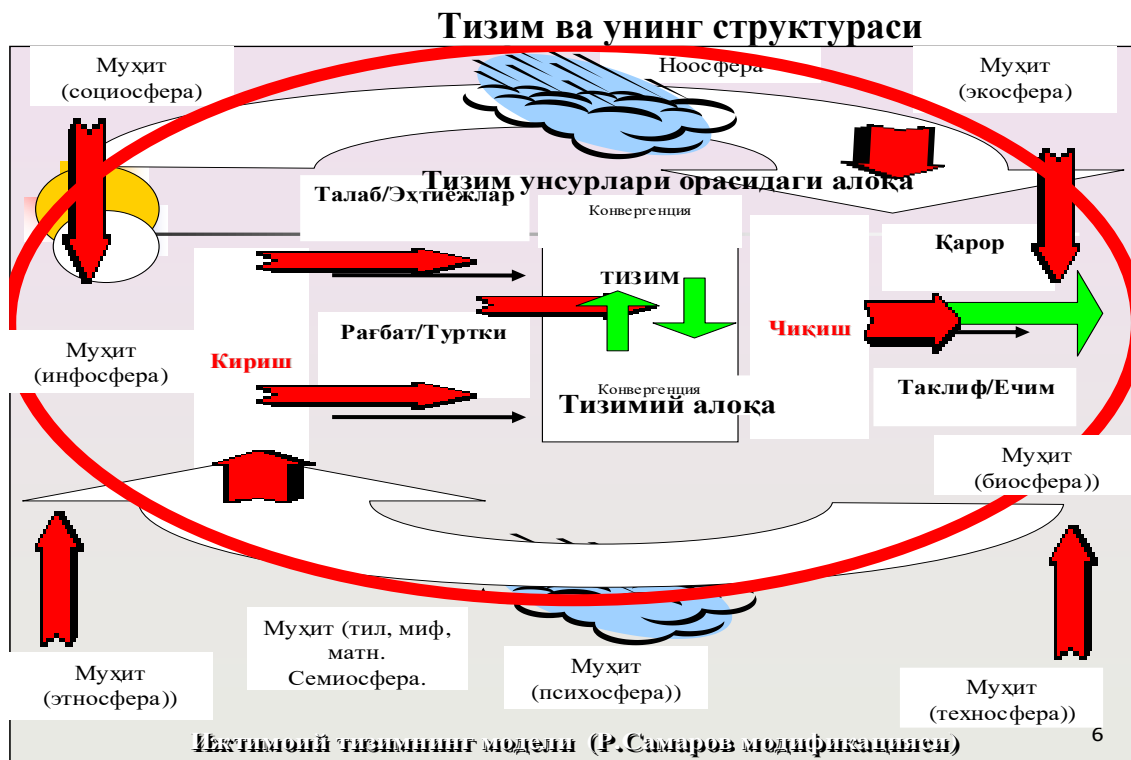 Тизим ва унинг структураси
Муҳит
(социосфера)
Ноосфера
Муҳит
(экосфера)
Тизим унсурлари орасидаги алоқа
Талаб/Эҳтиежлар
Конвергенция
Қарор
тизим
Рағбат/Туртки
Чиқиш
Муҳит
(инфосфера)
Кириш
Конвергенция
Тизимий алоқа
Таклиф/Ечим
Муҳит
(биосфера))
Муҳит (тил, миф,
матн.
Семиосфера.
Муҳит
(этносфера))
Муҳит
(психосфера))
Муҳит
(техносфера))
Ижтимоий тизимнинг модели (Р.Самаров модификацияси)
6